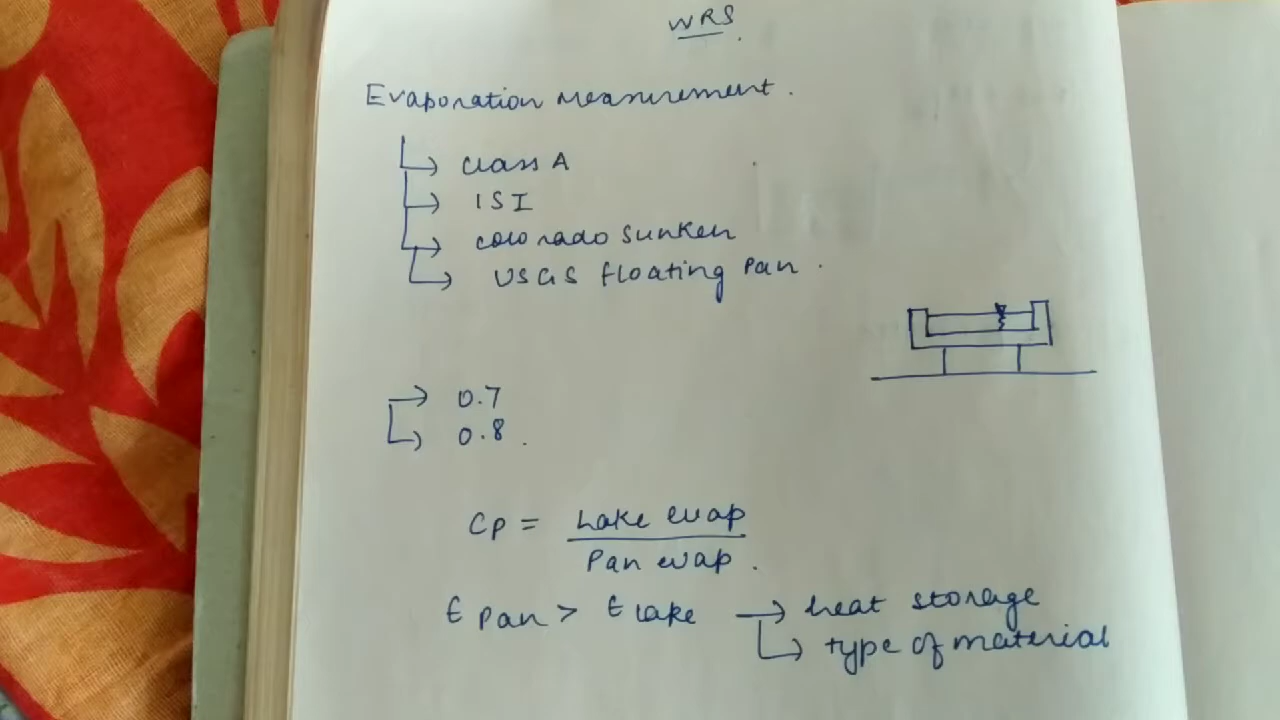 WRS.
Evaporation Measurement.
→ Class A
→ ISI
→ Colorado Sunken
→ USGS floating Pan.
→ 0.7
→ 0.8.
Cp = Lake evap / Pan evap.
E Pan > E Lake → heat storage
→ type of material